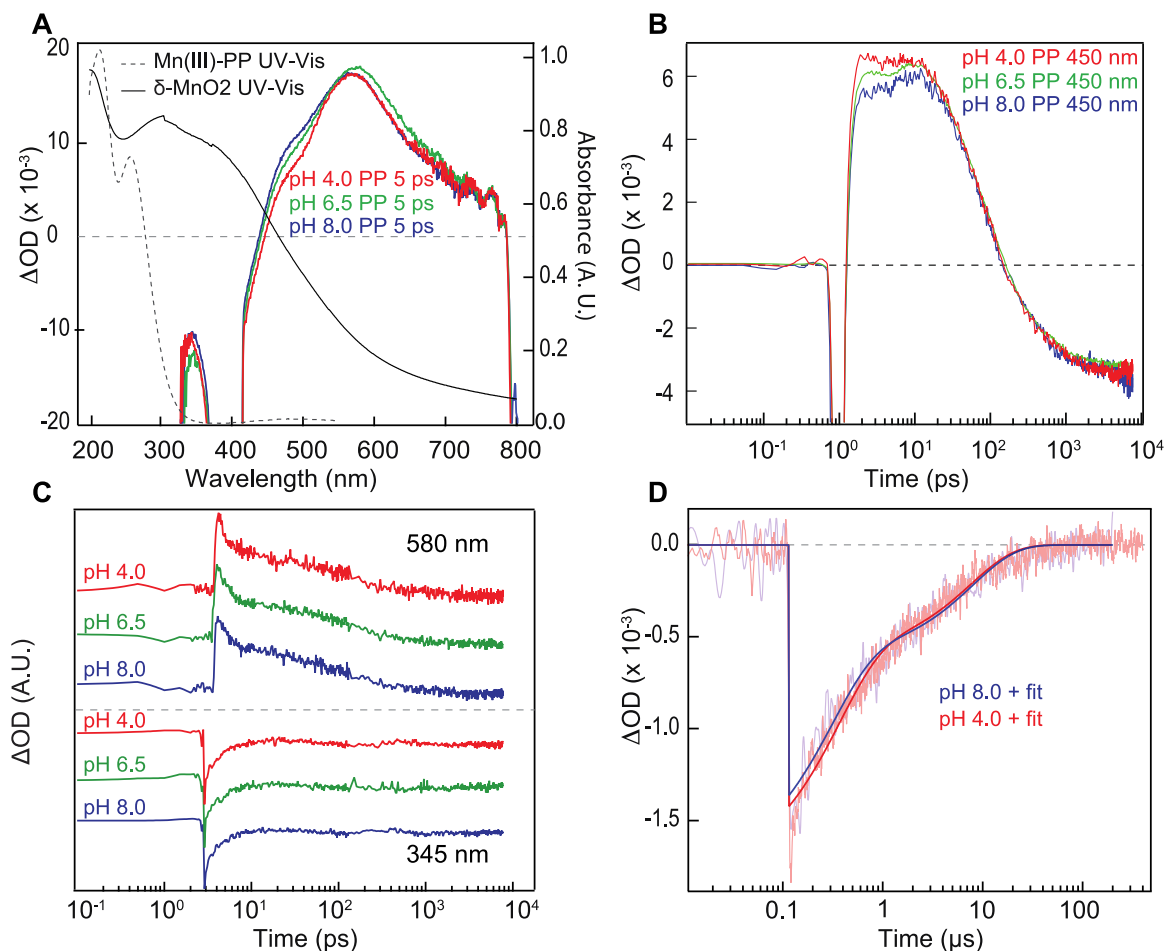 A
Mn(III)-PP UV-Vis
δ-MnO2 UV-Vis
pH 4.0 PP 5 ps
pH 6.5 PP 5 ps
pH 8.0 PP 5 ps
20
10
0
-10
-20
ΔOD (x 10⁻³)
1.0
0.8
0.6
0.4
0.2
0.0
Absorbance (A. U.)
200 300 400 500 600 700 800
Wavelength (nm)
B
pH 4.0 PP 450 nm
pH 6.5 PP 450 nm
pH 8.0 PP 450 nm
6
4
2
0
-2
-4
ΔOD (x 10⁻³)
10⁻¹ 10⁰ 10¹ 10² 10³ 10⁴
Time (ps)
C
580 nm
pH 4.0
pH 6.5
pH 8.0
pH 4.0
pH 6.5
pH 8.0
345 nm
ΔOD (A.U.)
10⁻¹ 10⁰ 10¹ 10² 10³ 10⁴
Time (ps)
D
0.0
-0.5
-1.0
-1.5
ΔOD (x 10⁻³)
pH 8.0 + fit
pH 4.0 + fit
0.1 1 10 100
Time (μs)